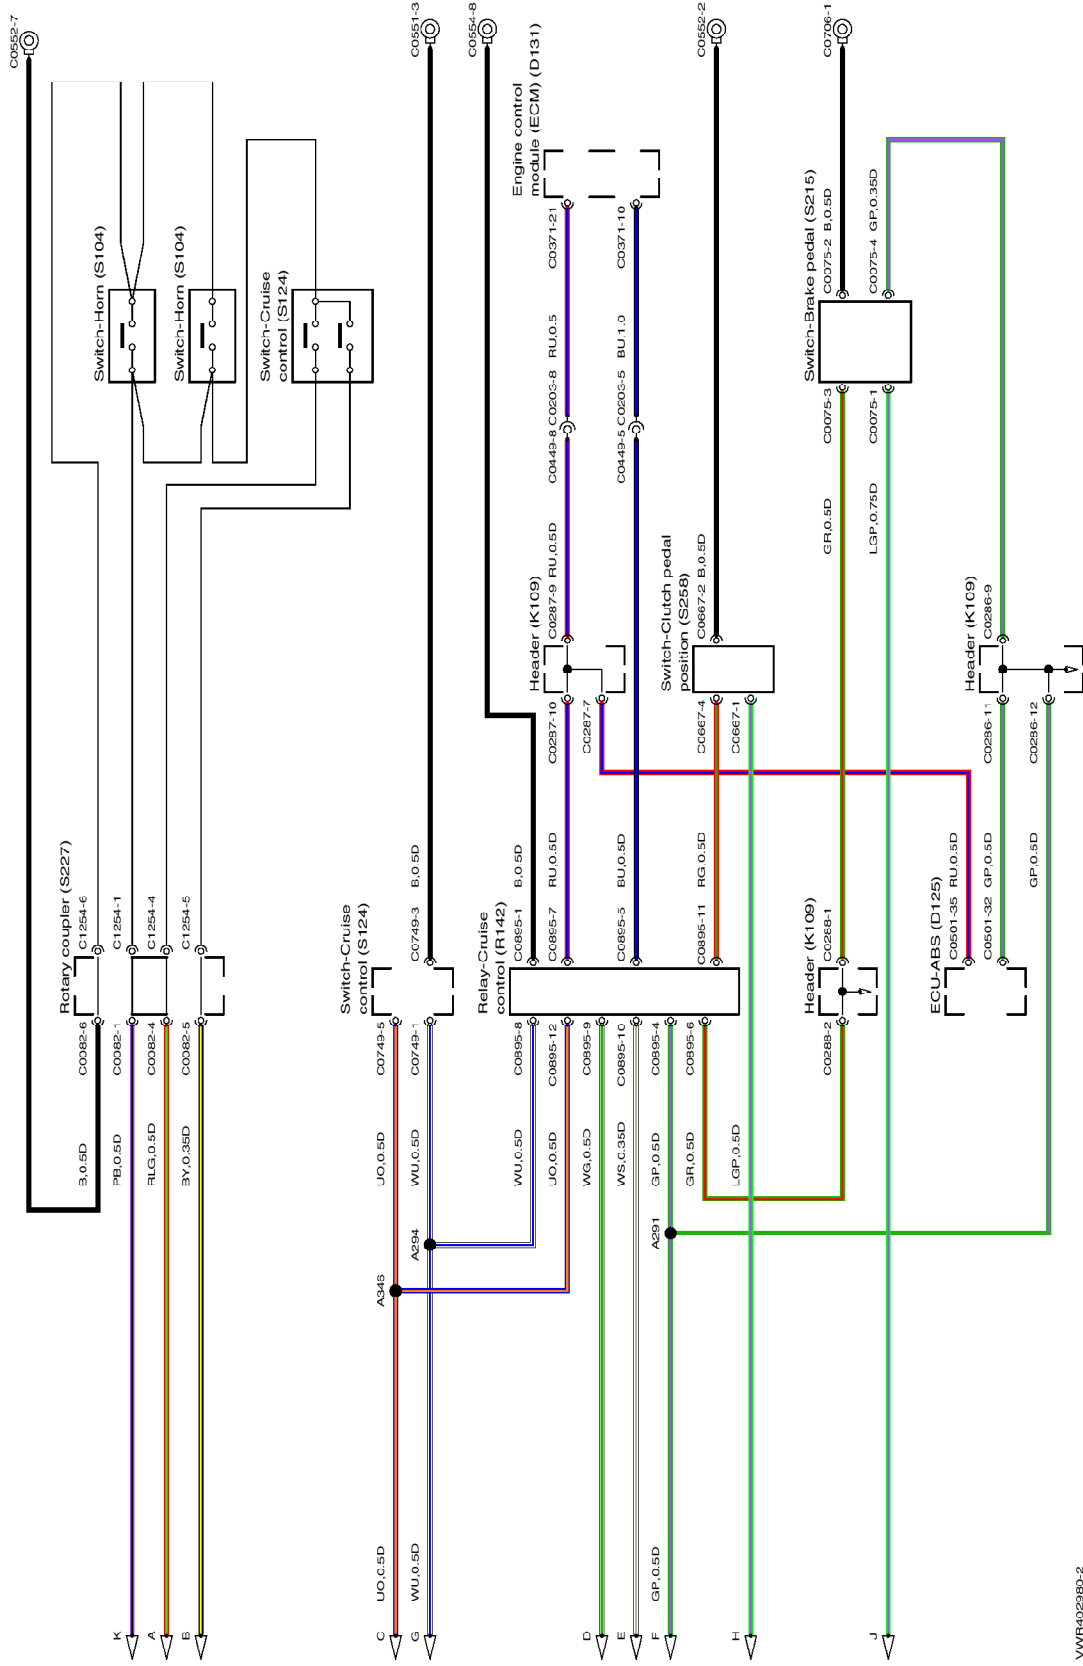 C0552-7
Switch-Horn (S104)
Switch-Horn (S104)
Switch-Cruise
control (S124)
Rotary coupler (S227)
C1254-6
C1254-1
C1254-4
C1254-5
C0082-6
C0082-1
C0082-4
C0082-5
B,0.5D
PB,0.5D
RLG,0.5D
BY,0.35D
K
A
B
C0551-3
C0554-8
Switch-Cruise
control (S124)
C0749-3
B,0.5D
C0749-5
C0749-1
UO,0.5D
WU,0.5D
A294
A346
UO,0.5D
WU,0.5D
C
G
Engine control
module (ECM) (D131)
C0371-21
C0371-10
RU,0.5
BU,1.0
C0449-8 C0203-8
C0449-5 C0203-5
Header (K109)
C0287-9 RU,0.5D
C0287-10
C0287-7
Relay-Cruise
control (R142)
C0895-1
C0895-7
C0895-5
C0895-11
B,0.5D
RU,0.5D
BU,0.5D
RG,0.5D
C0895-8
C0895-12
C0895-9
C0895-10
C0895-4
C0895-6
WU,0.5D
UO,0.5D
WG,0.5D
WS,0.35D
GP,0.5D
GR,0.5D
LGP,0.5D
A291
GP,0.5D
D
E
F
H
J
C0552-2
Switch-Clutch pedal
position (S258)
C0667-2 B,0.5D
C0667-4
C0667-1
C0706-1
Switch-Brake pedal (S215)
C0075-2 B,0.5D
C0075-4 GP,0.35D
C0075-3
C0075-1
GR,0.5D
LGP,0.75D
Header (K109)
C0288-1
C0288-2
Header (K109)
C0286-9
C0286-11
C0286-12
ECU-ABS (D125)
C0501-35 RU,0.5D
C0501-32 GP,0.5D
GP,0.5D
VWR402980-2